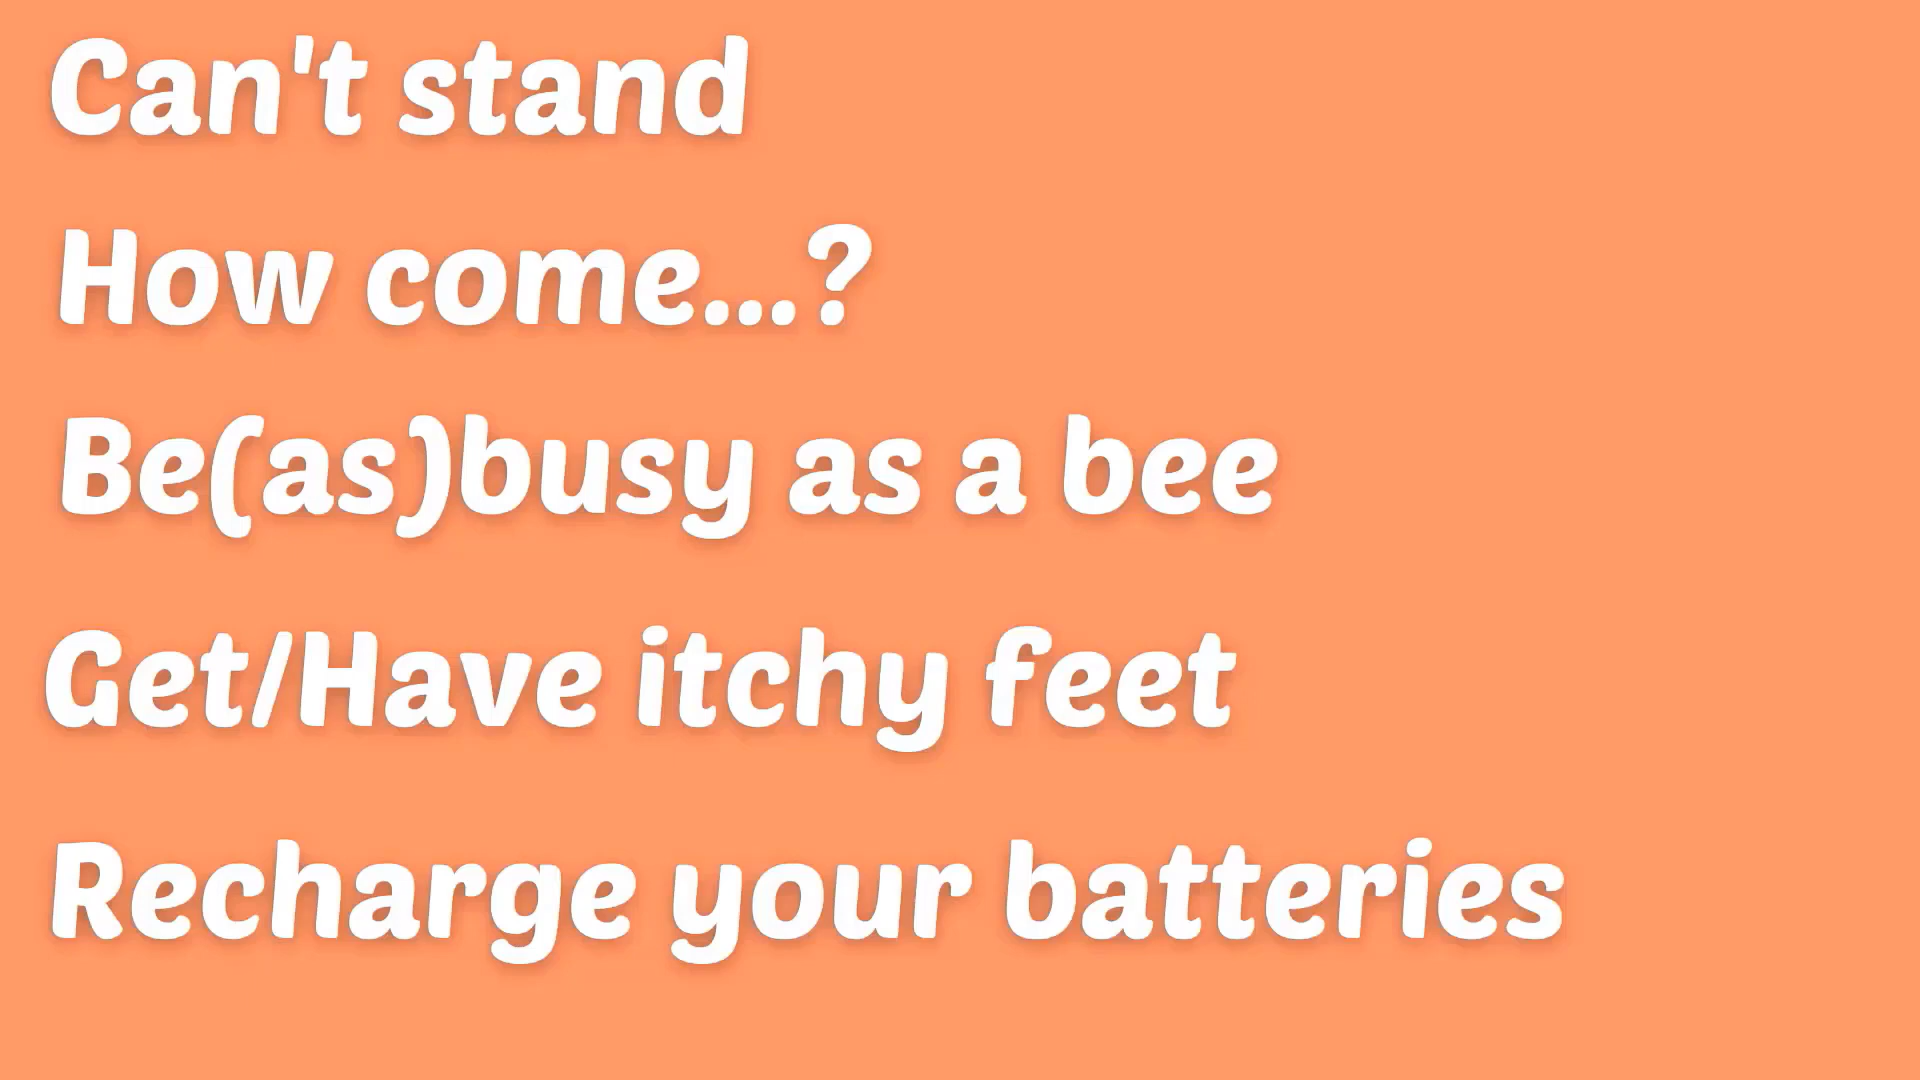 Can't stand
How come...?
Be(as)busy as a bee
Get/Have itchy feet
Recharge your batteries